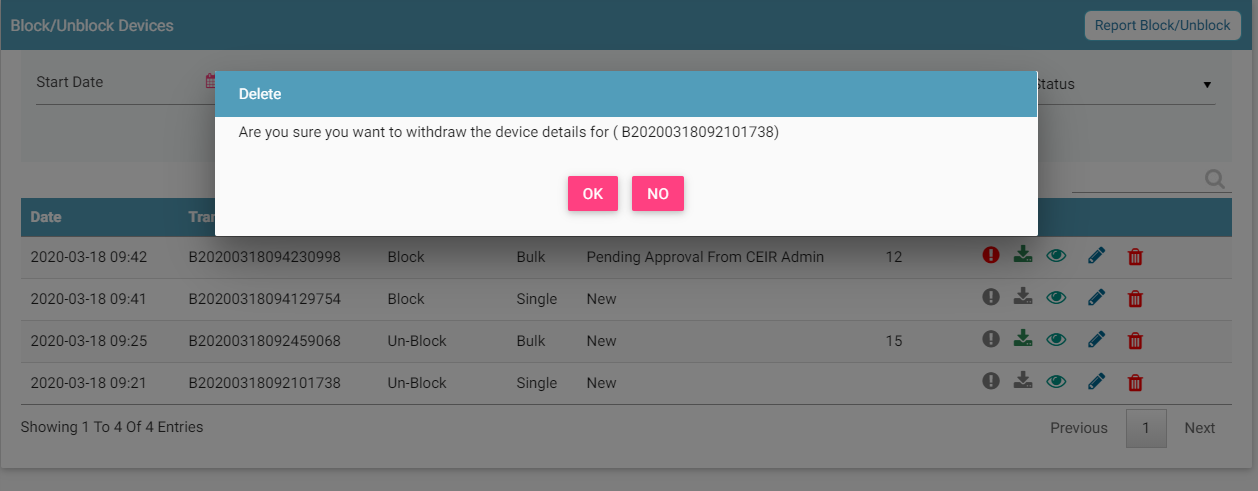 Block/Unblock Devices
Report Block/Unblock
Start Date
Status
Delete
Are you sure you want to withdraw the device details for ( B20200318092101738)
OK NO
Date
2020-03-18 09:42 B20200318094230998 Block Bulk Pending Approval From CEIR Admin 12
2020-03-18 09:41 B20200318094129754 Block Single New
2020-03-18 09:25 B20200318092459068 Un-Block Bulk New 15
2020-03-18 09:21 B20200318092101738 Un-Block Single New
Showing 1 To 4 Of 4 Entries
Previous 1 Next